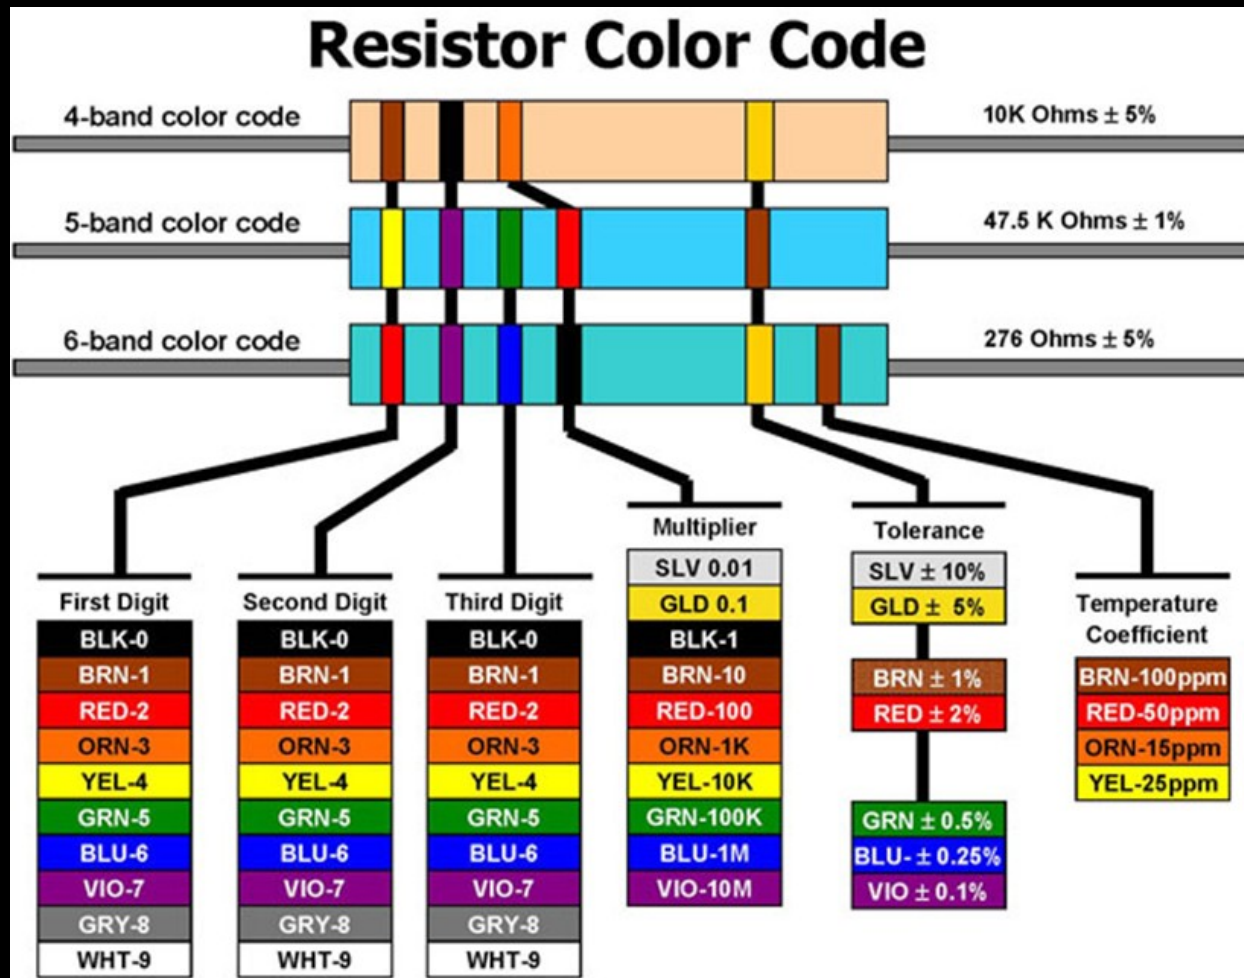 Resistor Color Code
4-band color code
10K Ohms ± 5%
5-band color code
47.5 K Ohms ± 1%
6-band color code
276 Ohms ± 5%
First Digit
BLK-0
BRN-1
RED-2
ORN-3
YEL-4
GRN-5
BLU-6
VIO-7
GRY-8
WHT-9
Second Digit
BLK-0
BRN-1
RED-2
ORN-3
YEL-4
GRN-5
BLU-6
VIO-7
GRY-8
WHT-9
Third Digit
BLK-0
BRN-1
RED-2
ORN-3
YEL-4
GRN-5
BLU-6
VIO-7
GRY-8
WHT-9
Multiplier
SLV 0.01
GLD 0.1
BLK-1
BRN-10
RED-100
ORN-1K
YEL-10K
GRN-100K
BLU-1M
VIO-10M
Tolerance
SLV ± 10%
GLD ± 5%
BRN ± 1%
RED ± 2%
GRN ± 0.5%
BLU- ± 0.25%
VIO ± 0.1%
Temperature
Coefficient
BRN-100ppm
RED-50ppm
ORN-15ppm
YEL-25ppm